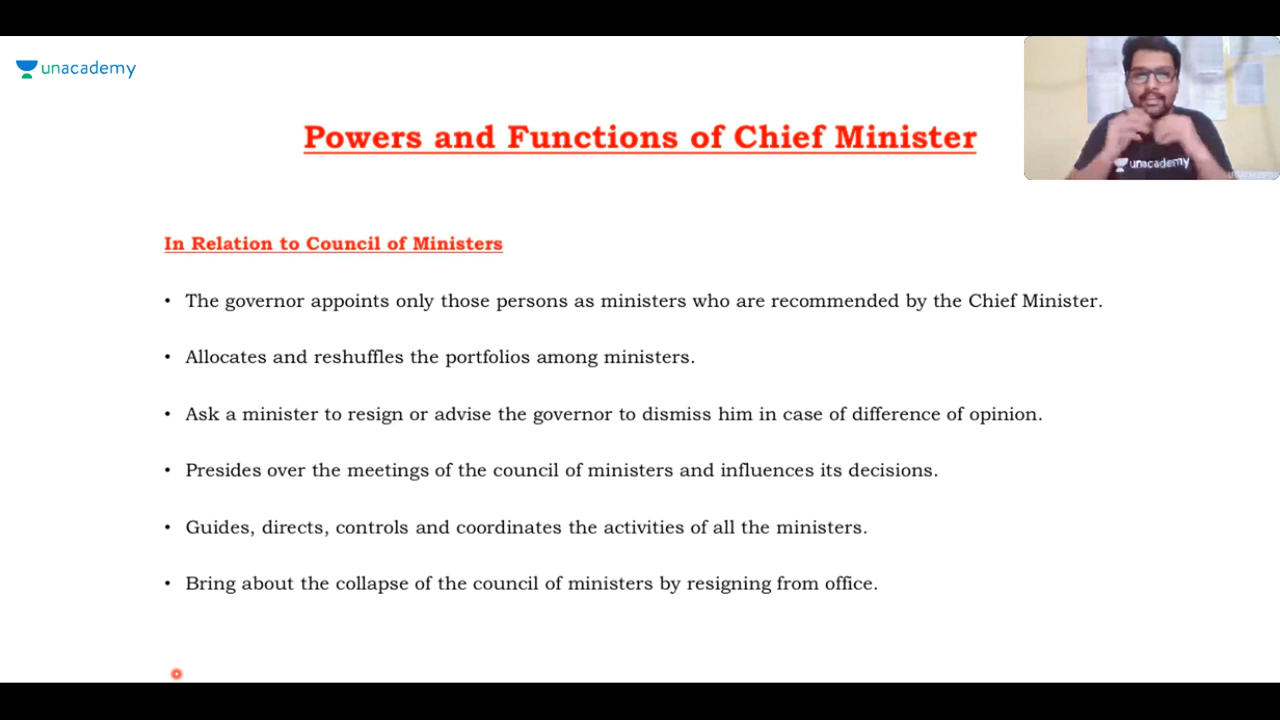 unacademy
Powers and Functions of Chief Minister
unacademy
In Relation to Council of Ministers
• The governor appoints only those persons as ministers who are recommended by the Chief Minister.
• Allocates and reshuffles the portfolios among ministers.
• Ask a minister to resign or advise the governor to dismiss him in case of difference of opinion.
• Presides over the meetings of the council of ministers and influences its decisions.
• Guides, directs, controls and coordinates the activities of all the ministers.
• Bring about the collapse of the council of ministers by resigning from office.